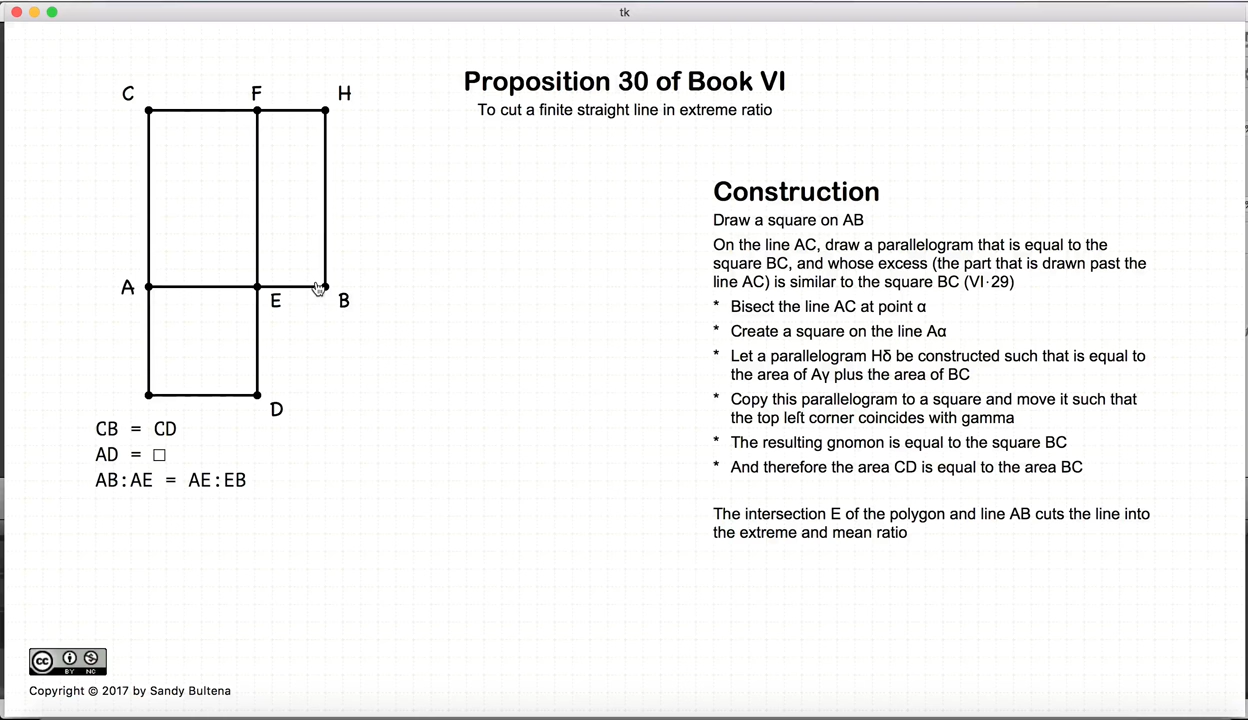 tk
Proposition 30 of Book VI
To cut a finite straight line in extreme ratio
C
F
H
A
E
B
D
CB = CD
AD = □
AB:AE = AE:EB
Construction
Draw a square on AB
On the line AC, draw a parallelogram that is equal to the
square BC, and whose excess (the part that is drawn past the
line AC) is similar to the square BC (VI·29)
* Bisect the line AC at point α
* Create a square on the line Aα
* Let a parallelogram Hδ be constructed such that is equal to
the area of Aγ plus the area of BC
* Copy this parallelogram to a square and move it such that
the top left corner coincides with gamma
* The resulting gnomon is equal to the square BC
* And therefore the area CD is equal to the area BC
The intersection E of the polygon and line AB cuts the line into
the extreme and mean ratio
cc
BY NC
Copyright © 2017 by Sandy Bultena